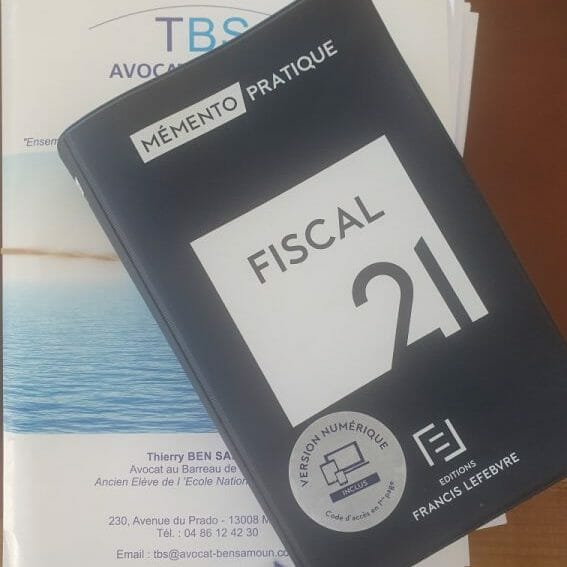 TBS
AVOCAT
"Ensem
MÉMENTO PRATIQUE
FISCAL
21
VERSION NUMÉRIQUE
INCLUS
Code d'accès en 1ère page
EDITIONS
FRANCIS LEFEBVRE
Thierry BEN SA
Avocat au Barreau de
Ancien Elève de l 'Ecole Nation
230, Avenue du Prado - 13008 M
Tél. : 04 86 12 42 30
Email : tbs@avocat-bensamoun.co